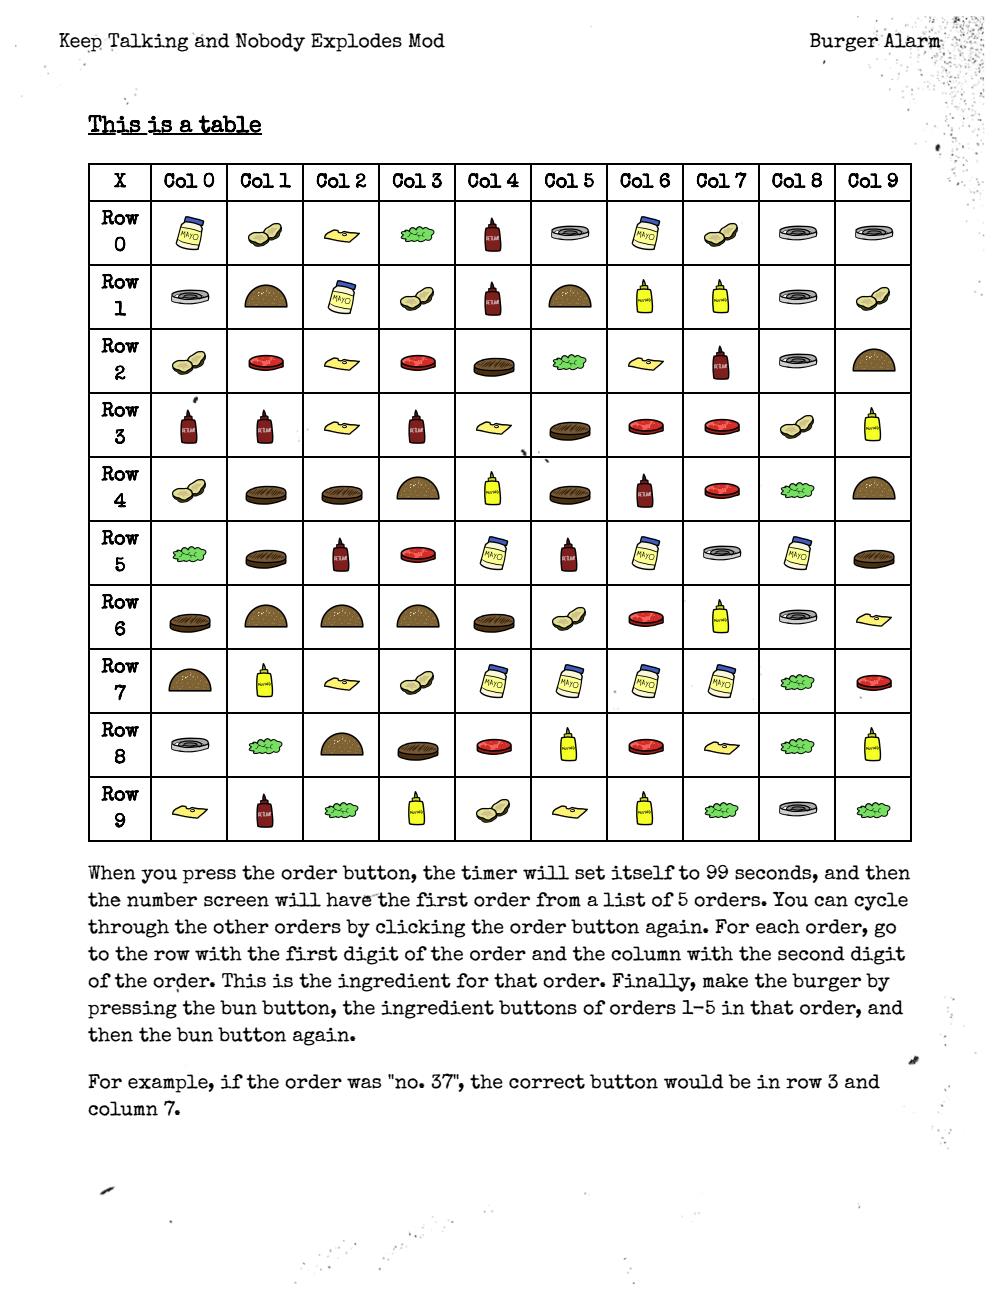 Keep Talking and Nobody Explodes Mod Burger Alarm
This is a table
X Col 0 Col 1 Col 2 Col 3 Col 4 Col 5 Col 6 Col 7 Col 8 Col 9
Row 0 MAYO KETCHUP MAYO
Row 1 MAYO KETCHUP MUSTARD MUSTARD
Row 2 KETCHUP
Row 3 KETCHUP KETCHUP KETCHUP MUSTARD
Row 4 MUSTARD KETCHUP
Row 5 KETCHUP MAYO KETCHUP MAYO MAYO
Row 6 MUSTARD
Row 7 MUSTARD MAYO MAYO MAYO MAYO
Row 8 MUSTARD MUSTARD
Row 9 KETCHUP MUSTARD MUSTARD
When you press the order button, the timer will set itself to 99 seconds, and then
the number screen will have the first order from a list of 5 orders. You can cycle
through the other orders by clicking the order button again. For each order, go
to the row with the first digit of the order and the column with the second digit
of the order. This is the ingredient for that order. Finally, make the burger by
pressing the bun button, the ingredient buttons of orders 1-5 in that order, and
then the bun button again.
For example, if the order was "no. 37", the correct button would be in row 3 and
column 7.